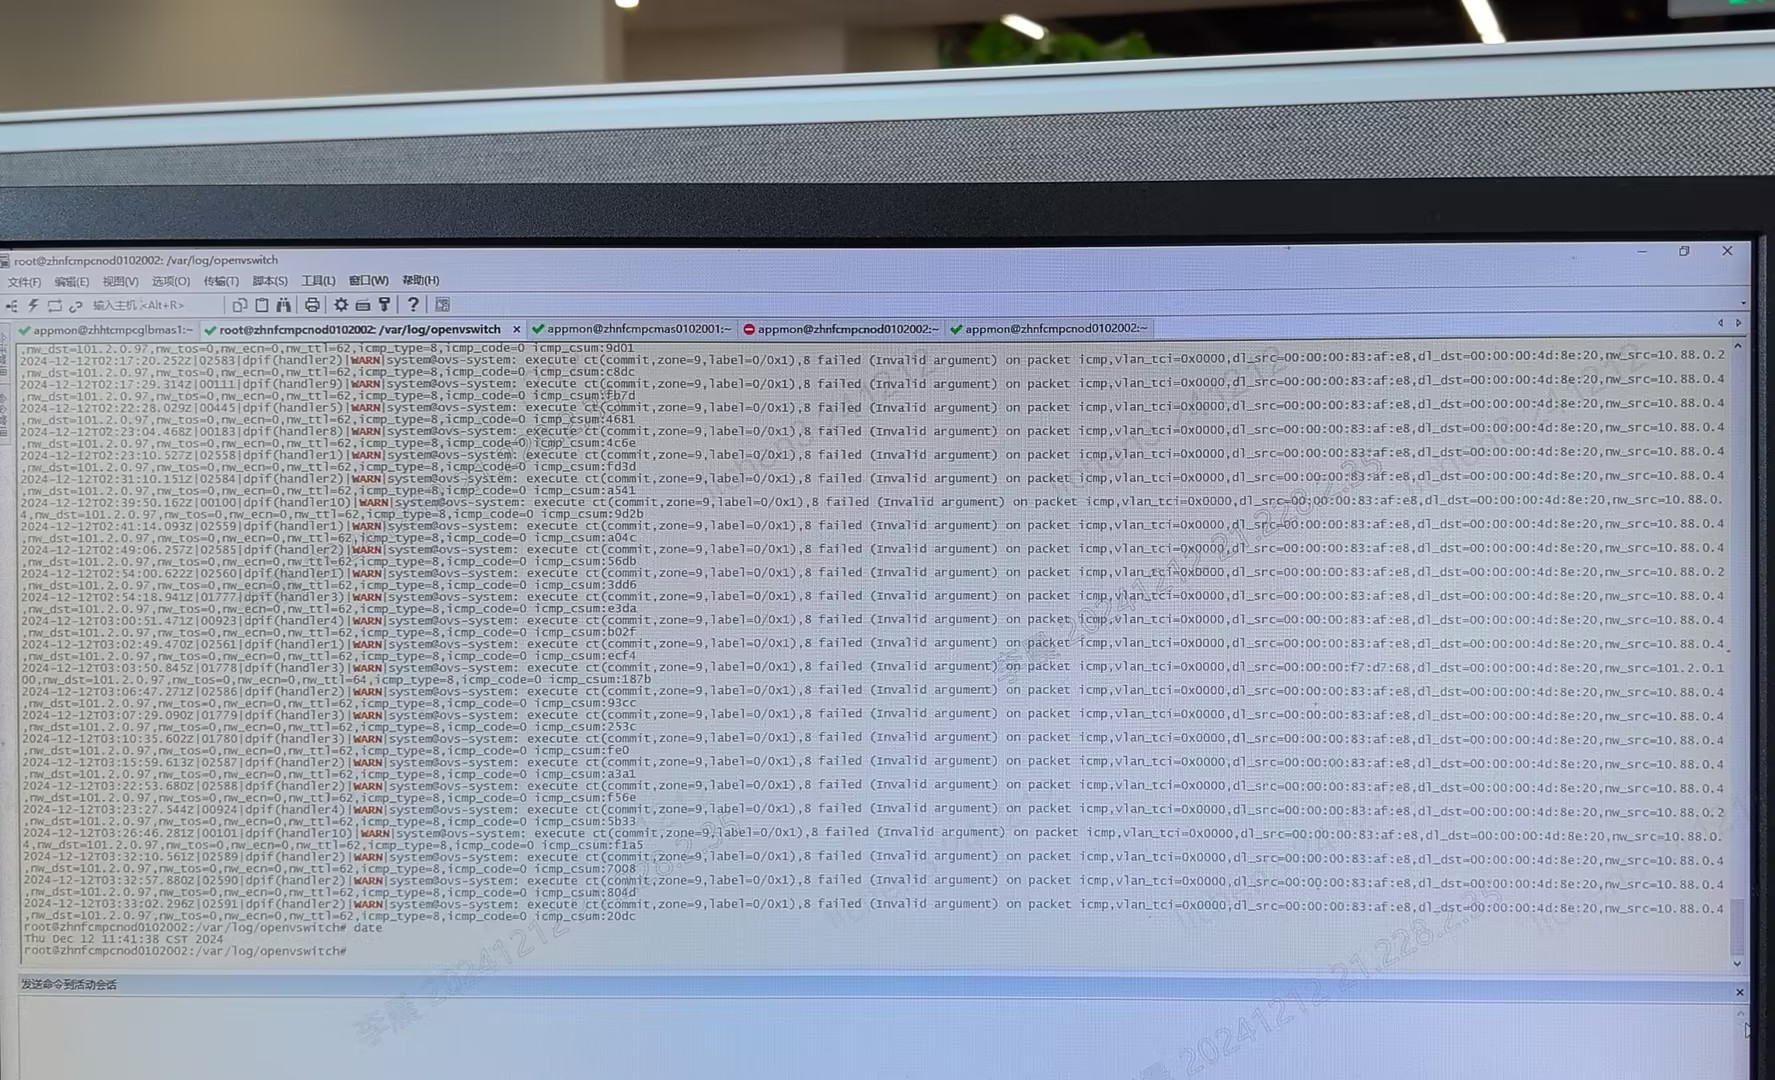 root@zhnfcmpcnod0102002: /var/log/openvswitch
文件(F) 编辑(E) 视图(V) 选项(O) 传输(T) 脚本(S) 工具(L) 窗口(W) 帮助(H)
输入主机 <Alt+R>
appmon@zhhtcmpcglbmas1:~ root@zhnfcmpcnod0102002: /var/log/openvswitch appmon@zhnfcmpcmas0102001:~ appmon@zhnfcmpcnod0102002:~ appmon@zhnfcmpcnod0102002:~
,nw_dst=101.2.0.97,nw_tos=0,nw_ecn=0,nw_ttl=62,icmp_type=8,icmp_code=0 icmp_csum:9d01
2024-12-12T02:17:20.252Z|02583|dpif(handler2)|WARN|system@ovs-system: execute ct(commit,zone=9,label=0/0x1),8 failed (Invalid argument) on packet icmp,vlan_tci=0x0000,dl_src=00:00:00:83:af:e8,dl_dst=00:00:00:4d:8e:20,nw_src=10.88.0.2
,nw_dst=101.2.0.97,nw_tos=0,nw_ecn=0,nw_ttl=62,icmp_type=8,icmp_code=0 icmp_csum:c8dc
2024-12-12T02:17:29.314Z|00111|dpif(handler9)|WARN|system@ovs-system: execute ct(commit,zone=9,label=0/0x1),8 failed (Invalid argument) on packet icmp,vlan_tci=0x0000,dl_src=00:00:00:83:af:e8,dl_dst=00:00:00:4d:8e:20,nw_src=10.88.0.4
,nw_dst=101.2.0.97,nw_tos=0,nw_ecn=0,nw_ttl=62,icmp_type=8,icmp_code=0 icmp_csum:fb7d
2024-12-12T02:22:28.029Z|00445|dpif(handler5)|WARN|system@ovs-system: execute ct(commit,zone=9,label=0/0x1),8 failed (Invalid argument) on packet icmp,vlan_tci=0x0000,dl_src=00:00:00:83:af:e8,dl_dst=00:00:00:4d:8e:20,nw_src=10.88.0.4
,nw_dst=101.2.0.97,nw_tos=0,nw_ecn=0,nw_ttl=62,icmp_type=8,icmp_code=0 icmp_csum:4681
2024-12-12T02:23:04.468Z|00183|dpif(handler8)|WARN|system@ovs-system: execute ct(commit,zone=9,label=0/0x1),8 failed (Invalid argument) on packet icmp,vlan_tci=0x0000,dl_src=00:00:00:83:af:e8,dl_dst=00:00:00:4d:8e:20,nw_src=10.88.0.4
,nw_dst=101.2.0.97,nw_tos=0,nw_ecn=0,nw_ttl=62,icmp_type=8,icmp_code=0 icmp_csum:4c6e
2024-12-12T02:23:10.527Z|02558|dpif(handler1)|WARN|system@ovs-system: execute ct(commit,zone=9,label=0/0x1),8 failed (Invalid argument) on packet icmp,vlan_tci=0x0000,dl_src=00:00:00:83:af:e8,dl_dst=00:00:00:4d:8e:20,nw_src=10.88.0.4
,nw_dst=101.2.0.97,nw_tos=0,nw_ecn=0,nw_ttl=62,icmp_type=8,icmp_code=0 icmp_csum:fd3d
2024-12-12T02:31:10.151Z|02584|dpif(handler2)|WARN|system@ovs-system: execute ct(commit,zone=9,label=0/0x1),8 failed (Invalid argument) on packet icmp,vlan_tci=0x0000,dl_src=00:00:00:83:af:e8,dl_dst=00:00:00:4d:8e:20,nw_src=10.88.0.4
,nw_dst=101.2.0.97,nw_tos=0,nw_ecn=0,nw_ttl=62,icmp_type=8,icmp_code=0 icmp_csum:a541
2024-12-12T02:39:50.162Z|00100|dpif(handler10)|WARN|system@ovs-system: execute ct(commit,zone=9,label=0/0x1),8 failed (Invalid argument) on packet icmp,vlan_tci=0x0000,dl_src=00:00:00:83:af:e8,dl_dst=00:00:00:4d:8e:20,nw_src=10.88.0.
4,nw_dst=101.2.0.97,nw_tos=0,nw_ecn=0,nw_ttl=62,icmp_type=8,icmp_code=0 icmp_csum:9d2b
2024-12-12T02:41:14.093Z|02559|dpif(handler1)|WARN|system@ovs-system: execute ct(commit,zone=9,label=0/0x1),8 failed (Invalid argument) on packet icmp,vlan_tci=0x0000,dl_src=00:00:00:83:af:e8,dl_dst=00:00:00:4d:8e:20,nw_src=10.88.0.4
,nw_dst=101.2.0.97,nw_tos=0,nw_ecn=0,nw_ttl=62,icmp_type=8,icmp_code=0 icmp_csum:a04c
2024-12-12T02:49:06.257Z|02585|dpif(handler2)|WARN|system@ovs-system: execute ct(commit,zone=9,label=0/0x1),8 failed (Invalid argument) on packet icmp,vlan_tci=0x0000,dl_src=00:00:00:83:af:e8,dl_dst=00:00:00:4d:8e:20,nw_src=10.88.0.4
,nw_dst=101.2.0.97,nw_tos=0,nw_ecn=0,nw_ttl=62,icmp_type=8,icmp_code=0 icmp_csum:56db
2024-12-12T02:54:00.622Z|02560|dpif(handler1)|WARN|system@ovs-system: execute ct(commit,zone=9,label=0/0x1),8 failed (Invalid argument) on packet icmp,vlan_tci=0x0000,dl_src=00:00:00:83:af:e8,dl_dst=00:00:00:4d:8e:20,nw_src=10.88.0.2
,nw_dst=101.2.0.97,nw_tos=0,nw_ecn=0,nw_ttl=62,icmp_type=8,icmp_code=0 icmp_csum:3dd6
2024-12-12T02:54:18.941Z|01777|dpif(handler3)|WARN|system@ovs-system: execute ct(commit,zone=9,label=0/0x1),8 failed (Invalid argument) on packet icmp,vlan_tci=0x0000,dl_src=00:00:00:83:af:e8,dl_dst=00:00:00:4d:8e:20,nw_src=10.88.0.4
,nw_dst=101.2.0.97,nw_tos=0,nw_ecn=0,nw_ttl=62,icmp_type=8,icmp_code=0 icmp_csum:e3da
2024-12-12T03:00:51.471Z|00923|dpif(handler4)|WARN|system@ovs-system: execute ct(commit,zone=9,label=0/0x1),8 failed (Invalid argument) on packet icmp,vlan_tci=0x0000,dl_src=00:00:00:83:af:e8,dl_dst=00:00:00:4d:8e:20,nw_src=10.88.0.4
,nw_dst=101.2.0.97,nw_tos=0,nw_ecn=0,nw_ttl=62,icmp_type=8,icmp_code=0 icmp_csum:b02f
2024-12-12T03:02:49.470Z|02561|dpif(handler1)|WARN|system@ovs-system: execute ct(commit,zone=9,label=0/0x1),8 failed (Invalid argument) on packet icmp,vlan_tci=0x0000,dl_src=00:00:00:83:af:e8,dl_dst=00:00:00:4d:8e:20,nw_src=10.88.0.4
,nw_dst=101.2.0.97,nw_tos=0,nw_ecn=0,nw_ttl=62,icmp_type=8,icmp_code=0 icmp_csum:ecf4
2024-12-12T03:03:50.845Z|01778|dpif(handler3)|WARN|system@ovs-system: execute ct(commit,zone=9,label=0/0x1),8 failed (Invalid argument) on packet icmp,vlan_tci=0x0000,dl_src=00:00:00:f7:d7:68,dl_dst=00:00:00:4d:8e:20,nw_src=101.2.0.1
00,nw_dst=101.2.0.97,nw_tos=0,nw_ecn=0,nw_ttl=64,icmp_type=8,icmp_code=0 icmp_csum:187b
2024-12-12T03:06:47.271Z|02586|dpif(handler2)|WARN|system@ovs-system: execute ct(commit,zone=9,label=0/0x1),8 failed (Invalid argument) on packet icmp,vlan_tci=0x0000,dl_src=00:00:00:83:af:e8,dl_dst=00:00:00:4d:8e:20,nw_src=10.88.0.4
,nw_dst=101.2.0.97,nw_tos=0,nw_ecn=0,nw_ttl=62,icmp_type=8,icmp_code=0 icmp_csum:93cc
2024-12-12T03:07:29.090Z|01779|dpif(handler3)|WARN|system@ovs-system: execute ct(commit,zone=9,label=0/0x1),8 failed (Invalid argument) on packet icmp,vlan_tci=0x0000,dl_src=00:00:00:83:af:e8,dl_dst=00:00:00:4d:8e:20,nw_src=10.88.0.4
,nw_dst=101.2.0.97,nw_tos=0,nw_ecn=0,nw_ttl=62,icmp_type=8,icmp_code=0 icmp_csum:253c
2024-12-12T03:10:35.602Z|01780|dpif(handler3)|WARN|system@ovs-system: execute ct(commit,zone=9,label=0/0x1),8 failed (Invalid argument) on packet icmp,vlan_tci=0x0000,dl_src=00:00:00:83:af:e8,dl_dst=00:00:00:4d:8e:20,nw_src=10.88.0.4
,nw_dst=101.2.0.97,nw_tos=0,nw_ecn=0,nw_ttl=62,icmp_type=8,icmp_code=0 icmp_csum:fe0
2024-12-12T03:15:59.613Z|02587|dpif(handler2)|WARN|system@ovs-system: execute ct(commit,zone=9,label=0/0x1),8 failed (Invalid argument) on packet icmp,vlan_tci=0x0000,dl_src=00:00:00:83:af:e8,dl_dst=00:00:00:4d:8e:20,nw_src=10.88.0.4
,nw_dst=101.2.0.97,nw_tos=0,nw_ecn=0,nw_ttl=62,icmp_type=8,icmp_code=0 icmp_csum:a3a1
2024-12-12T03:22:53.680Z|02588|dpif(handler2)|WARN|system@ovs-system: execute ct(commit,zone=9,label=0/0x1),8 failed (Invalid argument) on packet icmp,vlan_tci=0x0000,dl_src=00:00:00:83:af:e8,dl_dst=00:00:00:4d:8e:20,nw_src=10.88.0.4
,nw_dst=101.2.0.97,nw_tos=0,nw_ecn=0,nw_ttl=62,icmp_type=8,icmp_code=0 icmp_csum:f56e
2024-12-12T03:23:27.544Z|00924|dpif(handler4)|WARN|system@ovs-system: execute ct(commit,zone=9,label=0/0x1),8 failed (Invalid argument) on packet icmp,vlan_tci=0x0000,dl_src=00:00:00:83:af:e8,dl_dst=00:00:00:4d:8e:20,nw_src=10.88.0.2
,nw_dst=101.2.0.97,nw_tos=0,nw_ecn=0,nw_ttl=62,icmp_type=8,icmp_code=0 icmp_csum:5b33
2024-12-12T03:26:46.281Z|00101|dpif(handler10)|WARN|system@ovs-system: execute ct(commit,zone=9,label=0/0x1),8 failed (Invalid argument) on packet icmp,vlan_tci=0x0000,dl_src=00:00:00:83:af:e8,dl_dst=00:00:00:4d:8e:20,nw_src=10.88.0.
4,nw_dst=101.2.0.97,nw_tos=0,nw_ecn=0,nw_ttl=62,icmp_type=8,icmp_code=0 icmp_csum:f1a5
2024-12-12T03:32:10.561Z|02589|dpif(handler2)|WARN|system@ovs-system: execute ct(commit,zone=9,label=0/0x1),8 failed (Invalid argument) on packet icmp,vlan_tci=0x0000,dl_src=00:00:00:83:af:e8,dl_dst=00:00:00:4d:8e:20,nw_src=10.88.0.4
,nw_dst=101.2.0.97,nw_tos=0,nw_ecn=0,nw_ttl=62,icmp_type=8,icmp_code=0 icmp_csum:7008
2024-12-12T03:32:57.880Z|02590|dpif(handler2)|WARN|system@ovs-system: execute ct(commit,zone=9,label=0/0x1),8 failed (Invalid argument) on packet icmp,vlan_tci=0x0000,dl_src=00:00:00:83:af:e8,dl_dst=00:00:00:4d:8e:20,nw_src=10.88.0.4
,nw_dst=101.2.0.97,nw_tos=0,nw_ecn=0,nw_ttl=62,icmp_type=8,icmp_code=0 icmp_csum:804d
2024-12-12T03:33:02.296Z|02591|dpif(handler2)|WARN|system@ovs-system: execute ct(commit,zone=9,label=0/0x1),8 failed (Invalid argument) on packet icmp,vlan_tci=0x0000,dl_src=00:00:00:83:af:e8,dl_dst=00:00:00:4d:8e:20,nw_src=10.88.0.4
,nw_dst=101.2.0.97,nw_tos=0,nw_ecn=0,nw_ttl=62,icmp_type=8,icmp_code=0 icmp_csum:20dc
root@zhnfcmpcnod0102002:/var/log/openvswitch# date
Thu Dec 12 11:41:38 CST 2024
root@zhnfcmpcnod0102002:/var/log/openvswitch#
发送命令到活动会话